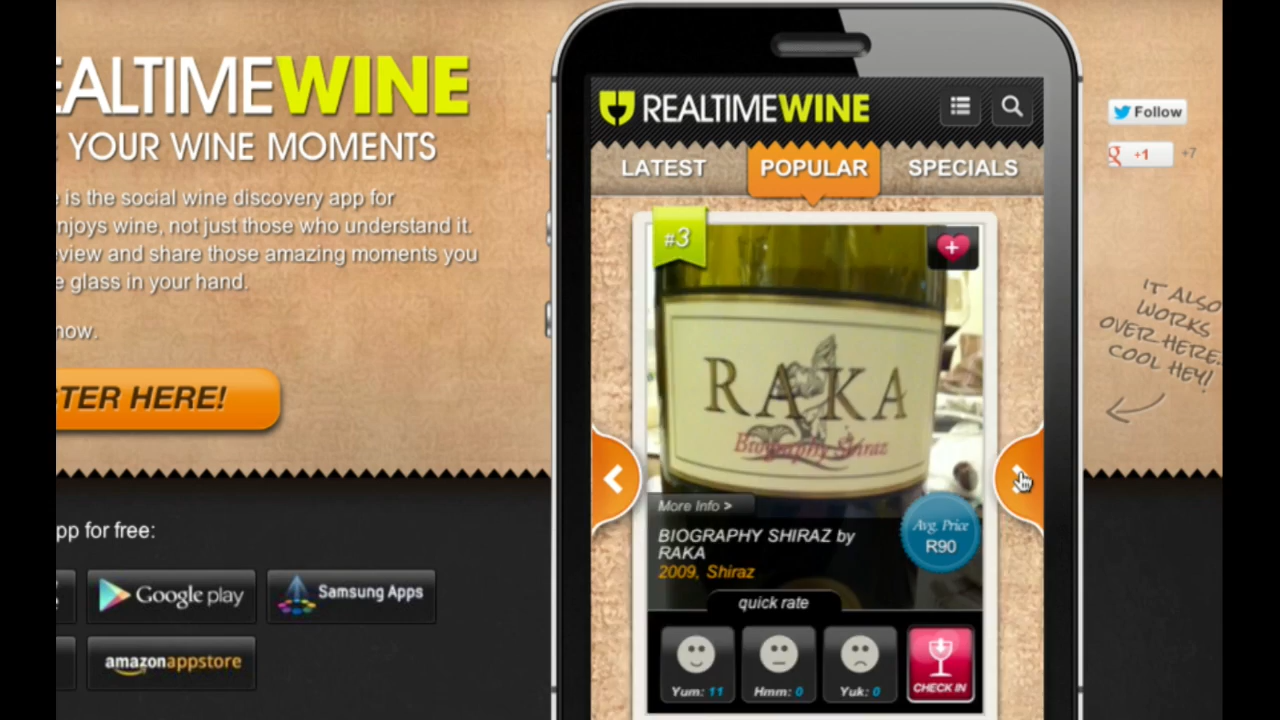 EALTIMEWINE
YOUR WINE MOMENTS
e is the social wine discovery app for
njoys wine, not just those who understand it.
eview and share those amazing moments you
e glass in your hand.
now.
TER HERE!
pp for free:
Google play
Samsung Apps
amazonappstore
REALTIMEWINE
LATEST
POPULAR
SPECIALS
#3
RAKA
Biography Shiraz
More Info >
BIOGRAPHY SHIRAZ by
RAKA
2009, Shiraz
Avg. Price
R90
quick rate
Yum: 11
Hmm: 0
Yuk: 0
CHECK IN
Follow
g +1
+7
IT ALSO
WORKS
OVER HERE.
COOL HEY!